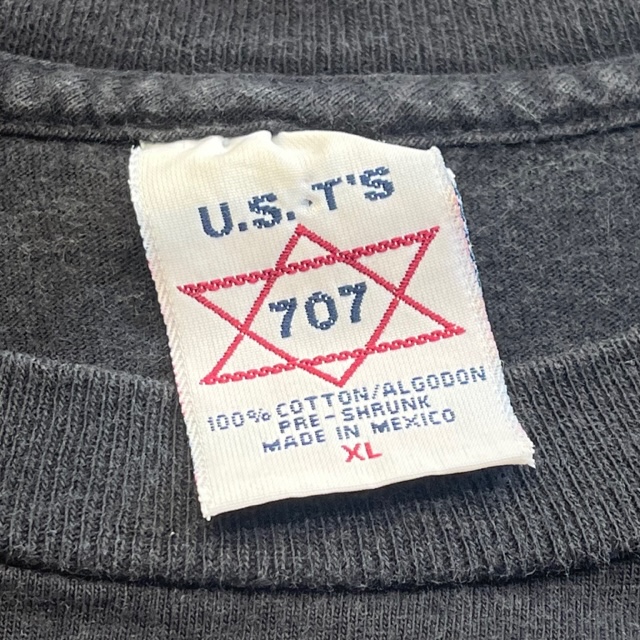 U.S. T'S
707
100% COTTON/ALGODON
PRE-SHRUNK
MADE IN MEXICO
XL